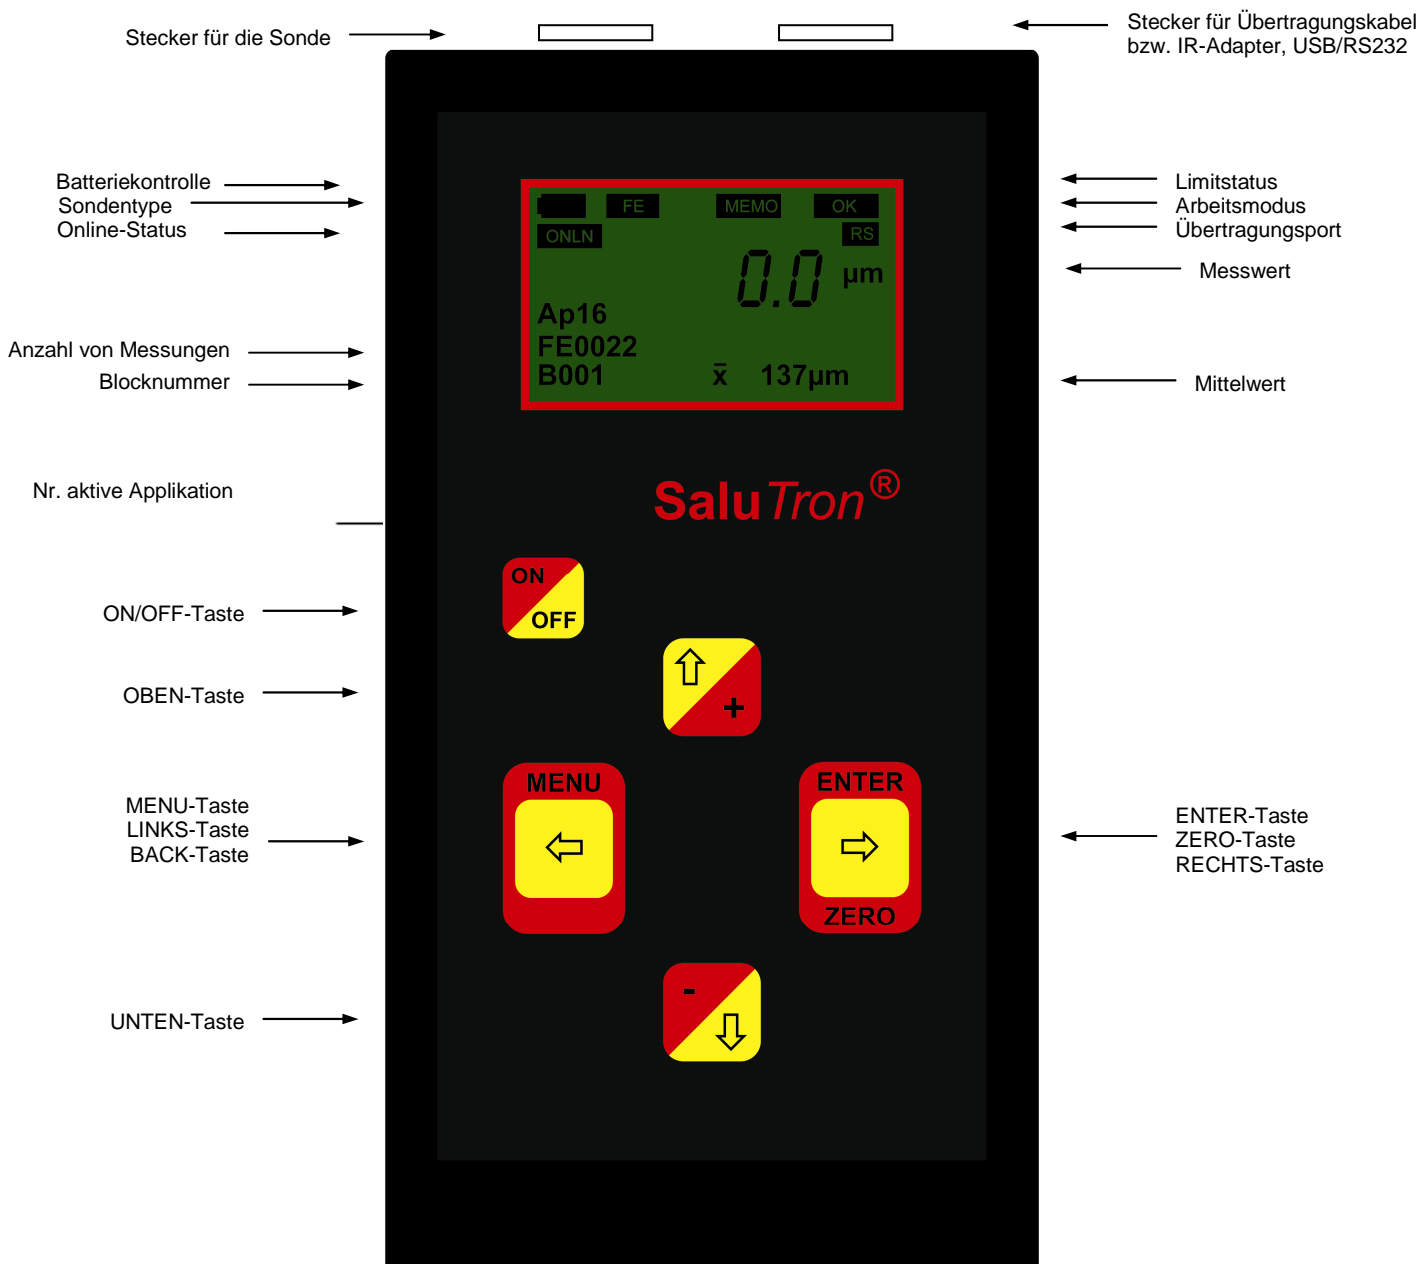 Stecker für die Sonde
Stecker für Übertragungskabel
bzw. IR-Adapter, USB/RS232
Batteriekontrolle
Sondentype
Online-Status
Limitstatus
Arbeitsmodus
Übertragungsport
Messwert
FE
MEMO
OK
ONLN
RS
0.0 µm
Ap16
FE0022
B001 x̅ 137µm
Anzahl von Messungen
Blocknummer
Mittelwert
Nr. aktive Applikation
SaluTron®
ON
OFF
ON/OFF-Taste
OBEN-Taste
+
MENU
ENTER
ZERO
MENU-Taste
LINKS-Taste
BACK-Taste
ENTER-Taste
ZERO-Taste
RECHTS-Taste
-
UNTEN-Taste